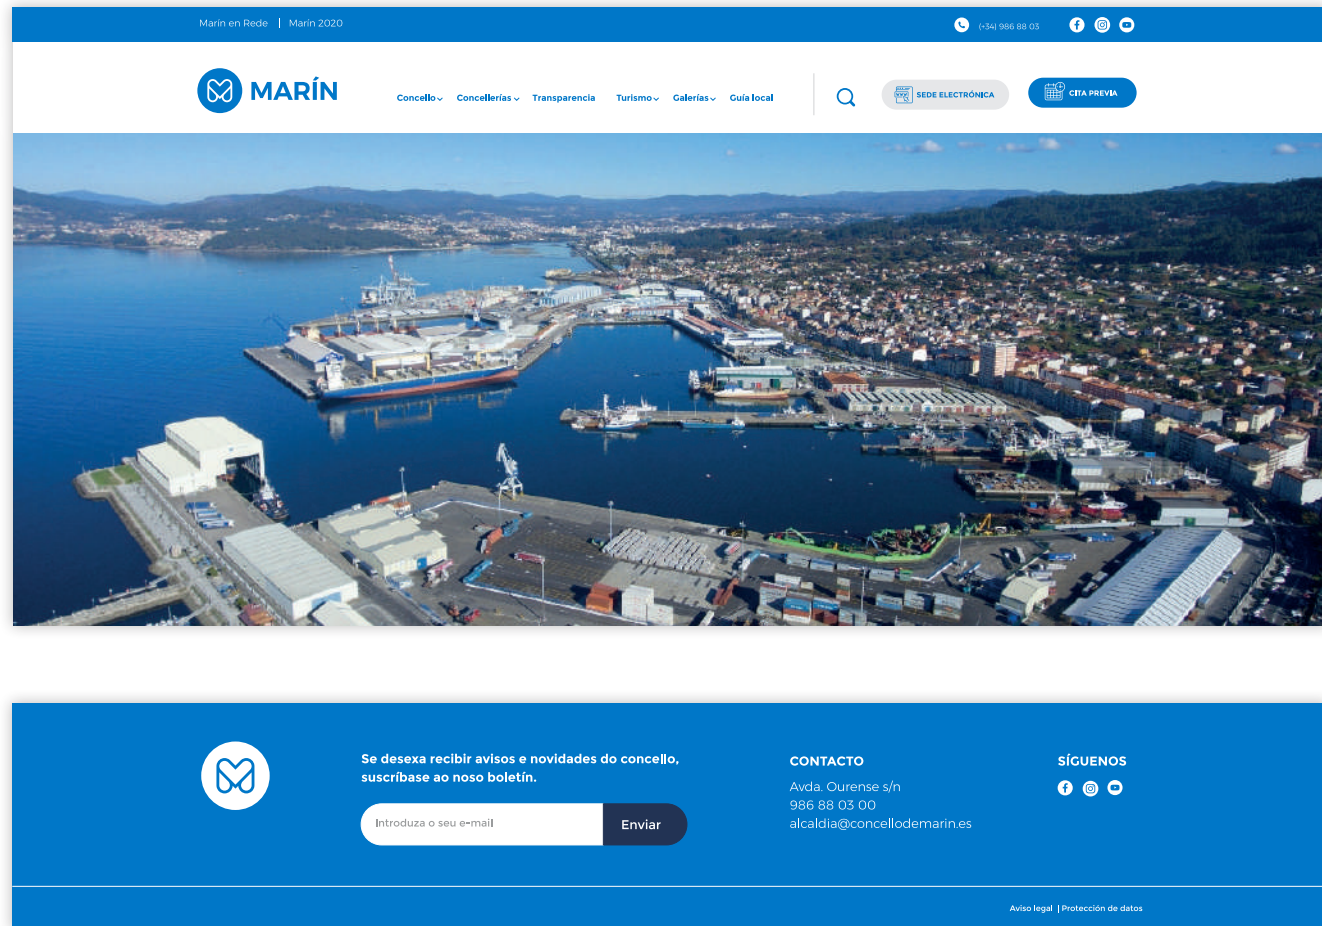 Marín en Rede | Marín 2020
(+34) 986 88 03
MARÍN
Concello
Concellerías
Transparencia
Turismo
Galerías
Guía local
SEDE ELECTRÓNICA
CITA PREVIA
Se desexa recibir avisos e novidades do concello,
suscríbase ao noso boletín.
Introduza o seu e-mail
Enviar
CONTACTO
Avda. Ourense s/n
986 88 03 00
alcaldia@concellodemarin.es
SÍGUENOS
Aviso legal | Protección de datos